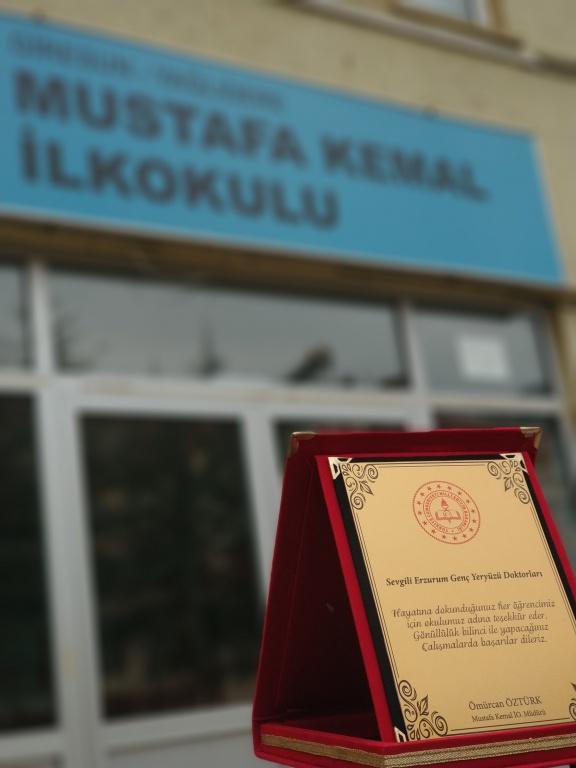 MUSTAFA KEMAL
İLKOKULU
Sevgili Erzurum Genç Yeryüzü Doktorları
Hayatına dokunduğunuz her öğrencimiz
için okulumuz adına teşekkür eder,
Gönüllülük bilinci ile yapacağınız
Çalışmalarda başarılar dileriz.
Ömürcan ÖZTÜRK
Mustafa Kemal İO. Müdürü